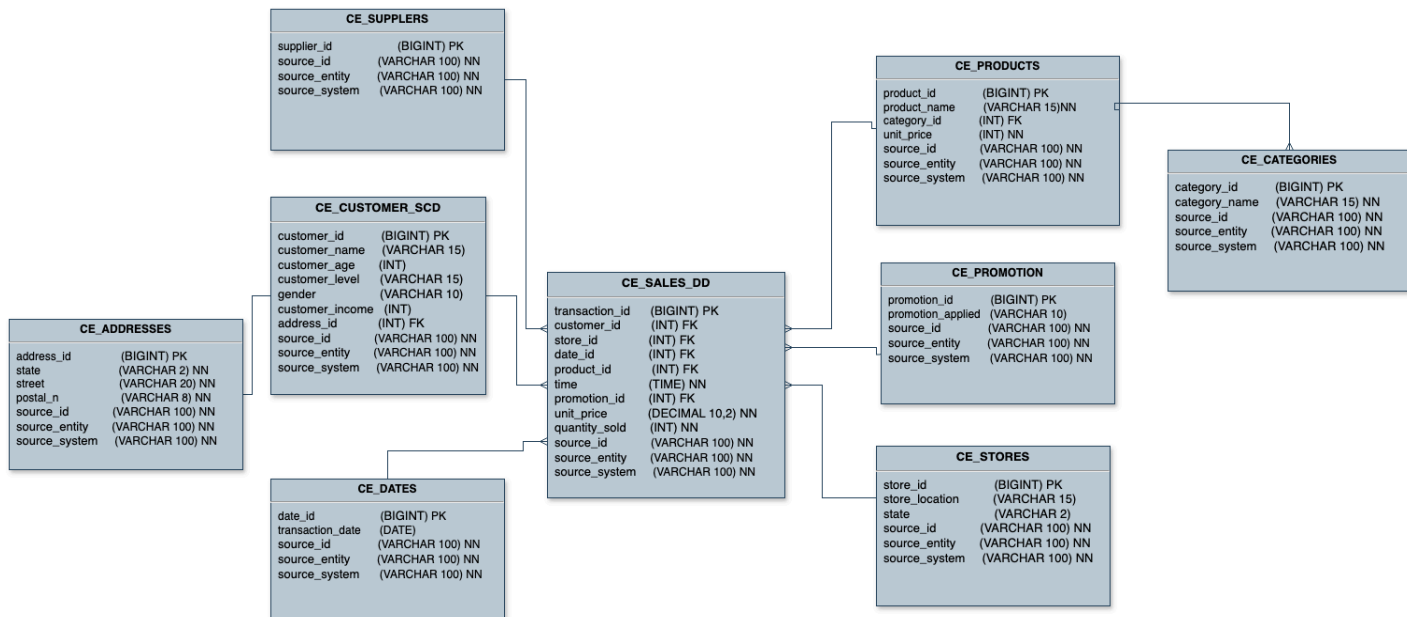 CE_SUPPLERS
supplier_id (BIGINT) PK
source_id (VARCHAR 100) NN
source_entity (VARCHAR 100) NN
source_system (VARCHAR 100) NN
CE_CUSTOMER_SCD
customer_id (BIGINT) PK
customer_name (VARCHAR 15)
customer_age (INT)
customer_level (VARCHAR 15)
gender (VARCHAR 10)
customer_income (INT)
address_id (INT) FK
source_id (VARCHAR 100) NN
source_entity (VARCHAR 100) NN
source_system (VARCHAR 100) NN
CE_ADDRESSES
address_id (BIGINT) PK
state (VARCHAR 2) NN
street (VARCHAR 20) NN
postal_n (VARCHAR 8) NN
source_id (VARCHAR 100) NN
source_entity (VARCHAR 100) NN
source_system (VARCHAR 100) NN
CE_DATES
date_id (BIGINT) PK
transaction_date (DATE)
source_id (VARCHAR 100) NN
source_entity (VARCHAR 100) NN
source_system (VARCHAR 100) NN
CE_SALES_DD
transaction_id (BIGINT) PK
customer_id (INT) FK
store_id (INT) FK
date_id (INT) FK
product_id (INT) FK
time (TIME) NN
promotion_id (INT) FK
unit_price (DECIMAL 10,2) NN
quantity_sold (INT) NN
source_id (VARCHAR 100) NN
source_entity (VARCHAR 100) NN
source_system (VARCHAR 100) NN
CE_PRODUCTS
product_id (BIGINT) PK
product_name (VARCHAR 15)NN
category_id (INT) FK
unit_price (INT) NN
source_id (VARCHAR 100) NN
source_entity (VARCHAR 100) NN
source_system (VARCHAR 100) NN
CE_CATEGORIES
category_id (BIGINT) PK
category_name (VARCHAR 15) NN
source_id (VARCHAR 100) NN
source_entity (VARCHAR 100) NN
source_system (VARCHAR 100) NN
CE_PROMOTION
promotion_id (BIGINT) PK
promotion_applied (VARCHAR 10)
source_id (VARCHAR 100) NN
source_entity (VARCHAR 100) NN
source_system (VARCHAR 100) NN
CE_STORES
store_id (BIGINT) PK
store_location (VARCHAR 15)
state (VARCHAR 2)
source_id (VARCHAR 100) NN
source_entity (VARCHAR 100) NN
source_system (VARCHAR 100) NN